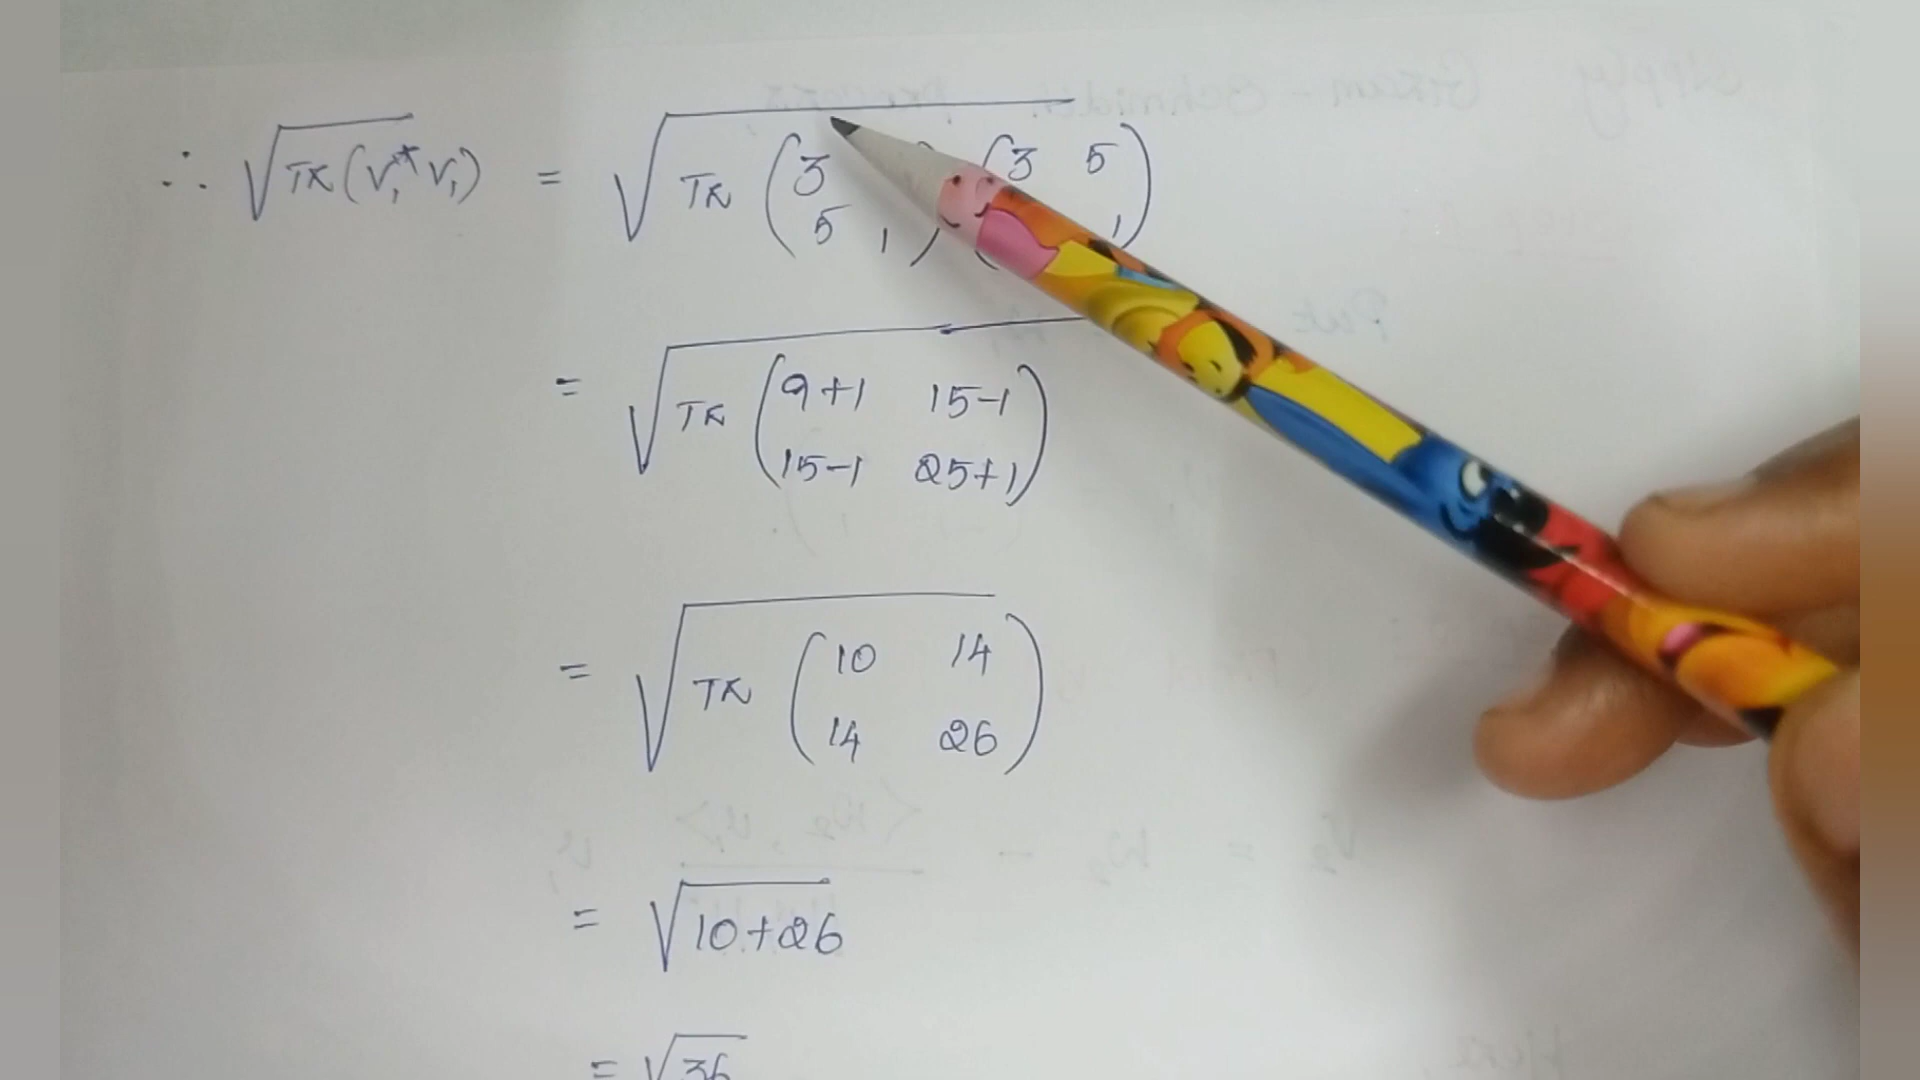 ∴ √Tr(V₁* V₁) = √Tr (3 5 1) (3 5 1)
= √Tr (9+1 15-1
15-1 25+1)
= √Tr (10 14
14 26)
= √10+26
= √36